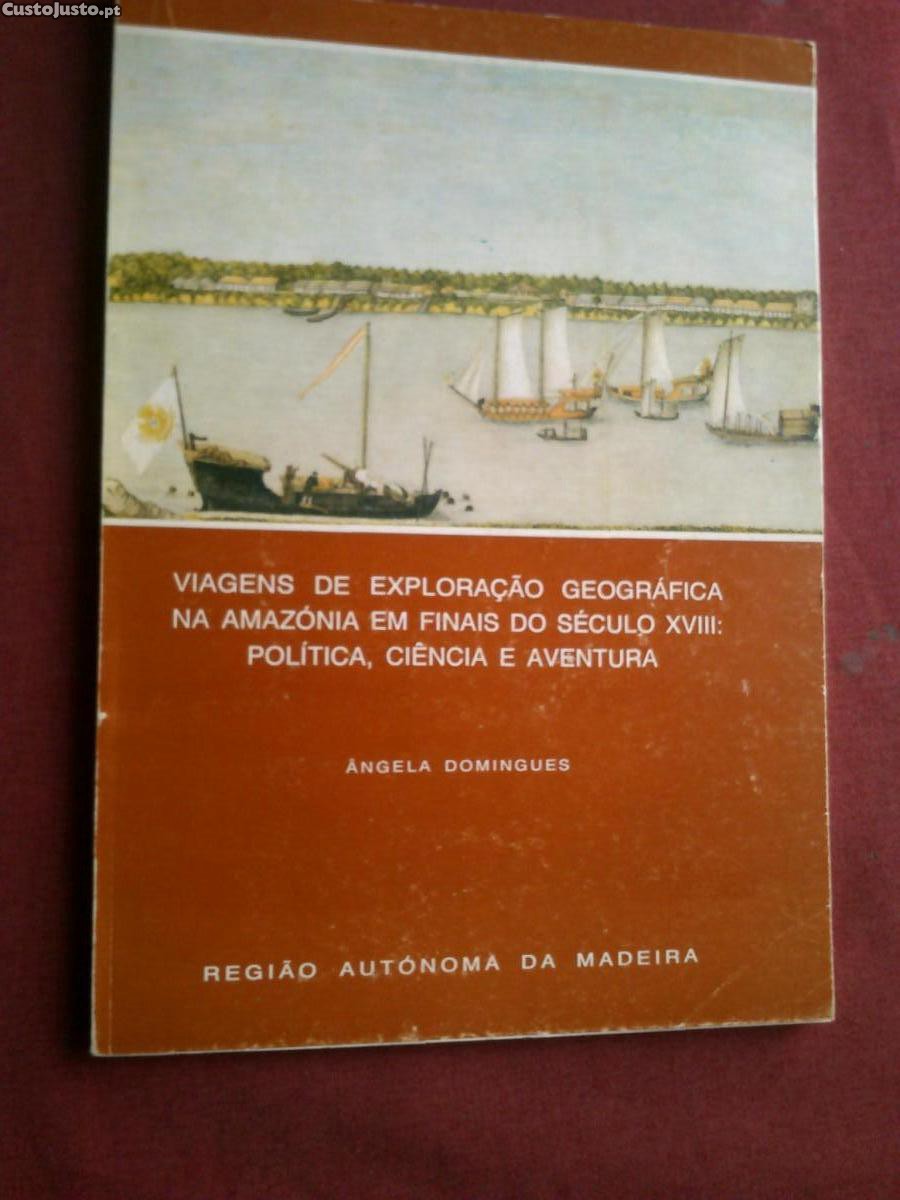 CustoJusto.pt
VIAGENS DE EXPLORAÇÃO GEOGRÁFICA
NA AMAZÓNIA EM FINAIS DO SÉCULO XVIII:
POLÍTICA, CIÊNCIA E AVENTURA
ÂNGELA DOMINGUES
REGIÃO AUTÓNOMA DA MADEIRA